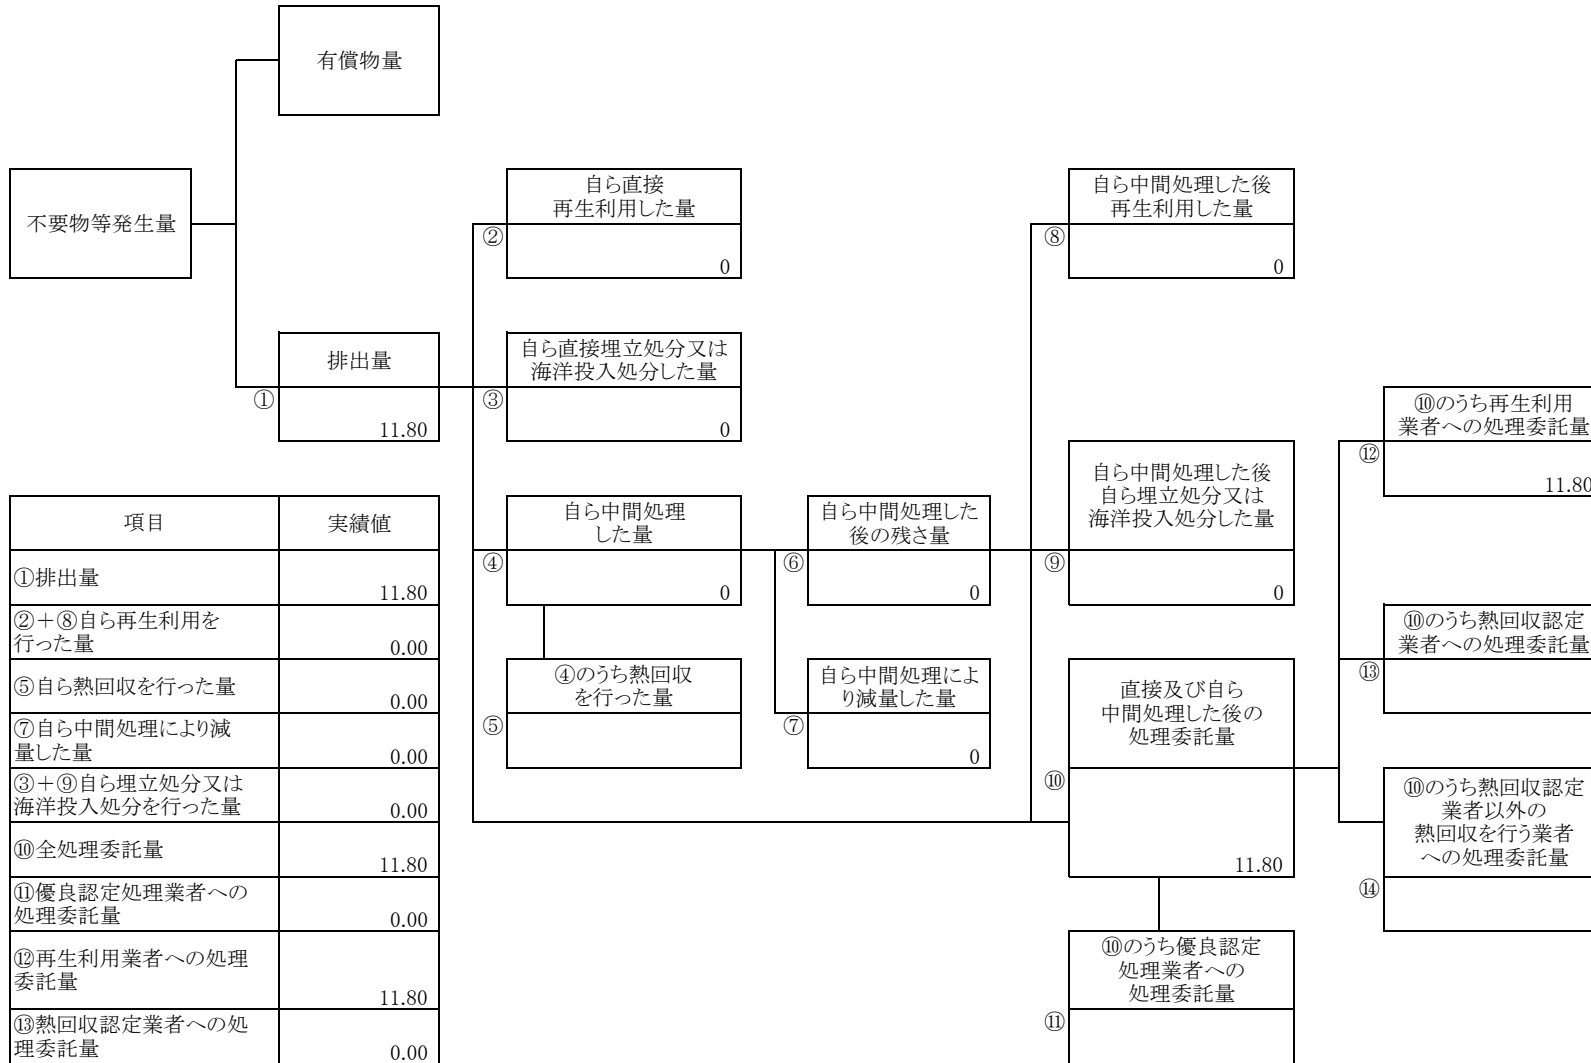 有償物量
不要物等発生量
自ら直接
再生利用した量
②
0
自ら中間処理した後
再生利用した量
⑧
0
排出量
①
11.80
自ら直接埋立処分又は
海洋投入処分した量
③
0
⑩のうち再生利用
業者への処理委託量
⑫
11.80
自ら中間処理
した量
④
0
自ら中間処理した
後の残さ量
⑥
0
自ら中間処理した後
自ら埋立処分又は
海洋投入処分した量
⑨
0
⑩のうち熱回収認定
業者への処理委託量
⑬
④のうち熱回収
を行った量
⑤
自ら中間処理によ
り減量した量
⑦
0
直接及び自ら
中間処理した後の
処理委託量
⑩
11.80
⑩のうち熱回収認定
業者以外の
熱回収を行う業者
への処理委託量
⑭
⑩のうち優良認定
処理業者への
処理委託量
⑪
項目 実績値
①排出量 11.80
②＋⑧自ら再生利用を
行った量 0.00
⑤自ら熱回収を行った量 0.00
⑦自ら中間処理により減
量した量 0.00
③＋⑨自ら埋立処分又は
海洋投入処分を行った量 0.00
⑩全処理委託量 11.80
⑪優良認定処理業者への
処理委託量 0.00
⑫再生利用業者への処理
委託量 11.80
⑬熱回収認定業者への処
理委託量 0.00